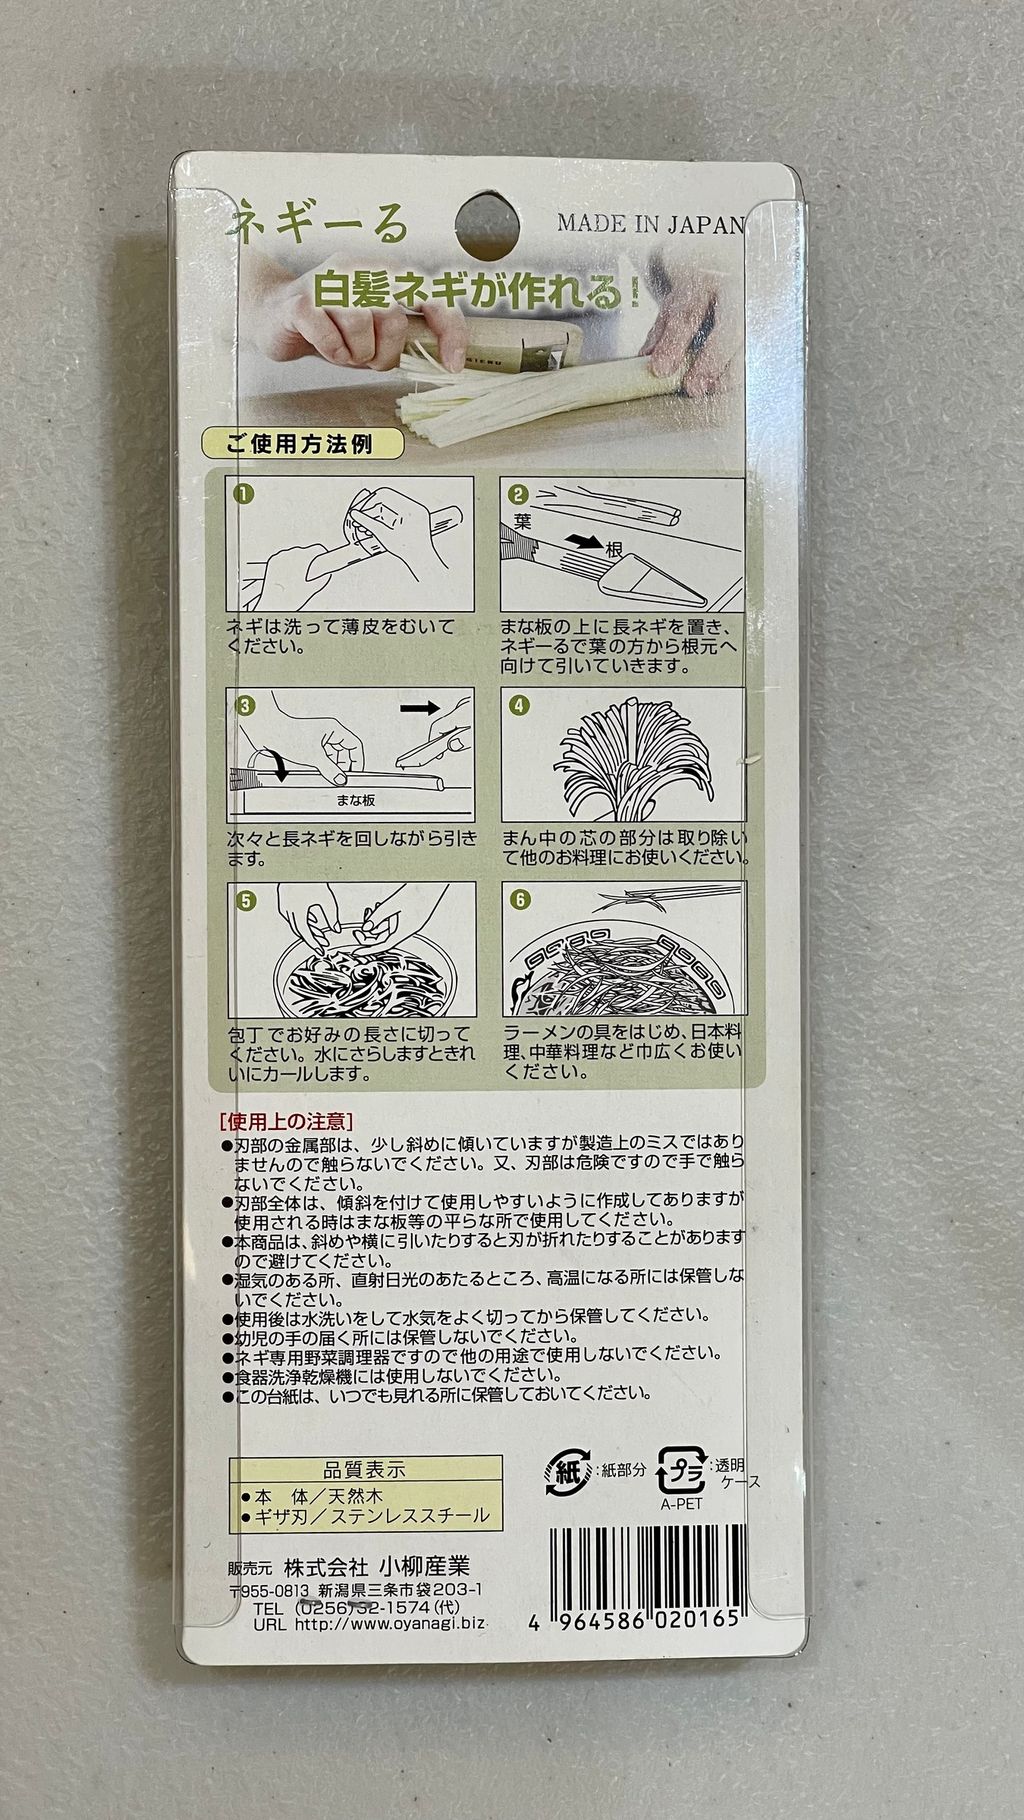 ネギーる
MADE IN JAPAN
白髪ネギが作れる!
GIERU
ご使用方法例
1
ネギは洗って薄皮をむいて
ください。
2
葉
根
まな板の上に長ネギを置き、
ネギーるで葉の方から根元へ
向けて引いていきます。
3
まな板
次々と長ネギを回しながら引き
ます。
4
まん中の芯の部分は取り除い
て他のお料理にお使いください。
5
包丁でお好みの長さに切って
ください。水にさらしますときれ
いにカールします。
6
ラーメンの具をはじめ、日本料
理、中華料理など巾広くお使い
ください。
[使用上の注意]
●刃部の金属部は、少し斜めに傾いていますが製造上のミスではあり
ませんので触らないでください。又、刃部は危険ですので手で触ら
ないでください。
●刃部全体は、傾斜を付けて使用しやすいように作成してありますが
使用される時はまな板等の平らな所で使用してください。
●本商品は、斜めや横に引いたりすると刃が折れたりすることがあります
ので避けてください。
●湿気のある所、直射日光のあたるところ、高温になる所には保管しな
いでください。
●使用後は水洗いをして水気をよく切ってから保管してください。
●幼児の手の届く所には保管しないでください。
●ネギ専用野菜調理器ですので他の用途で使用しないでください。
●食器洗浄乾燥機には使用しないでください。
●この台紙は、いつでも見れる所に保管しておいてください。
品質表示
●本 体/天然木
●ギザ刃/ステンレススチール
紙:紙部分
プラ:透明
ケース
A-PET
販売元 株式会社 小柳産業
〒955-0813 新潟県三条市袋203-1
TEL (0256)32-1574(代)
URL http://www.oyanagi.biz
4 964586 020165